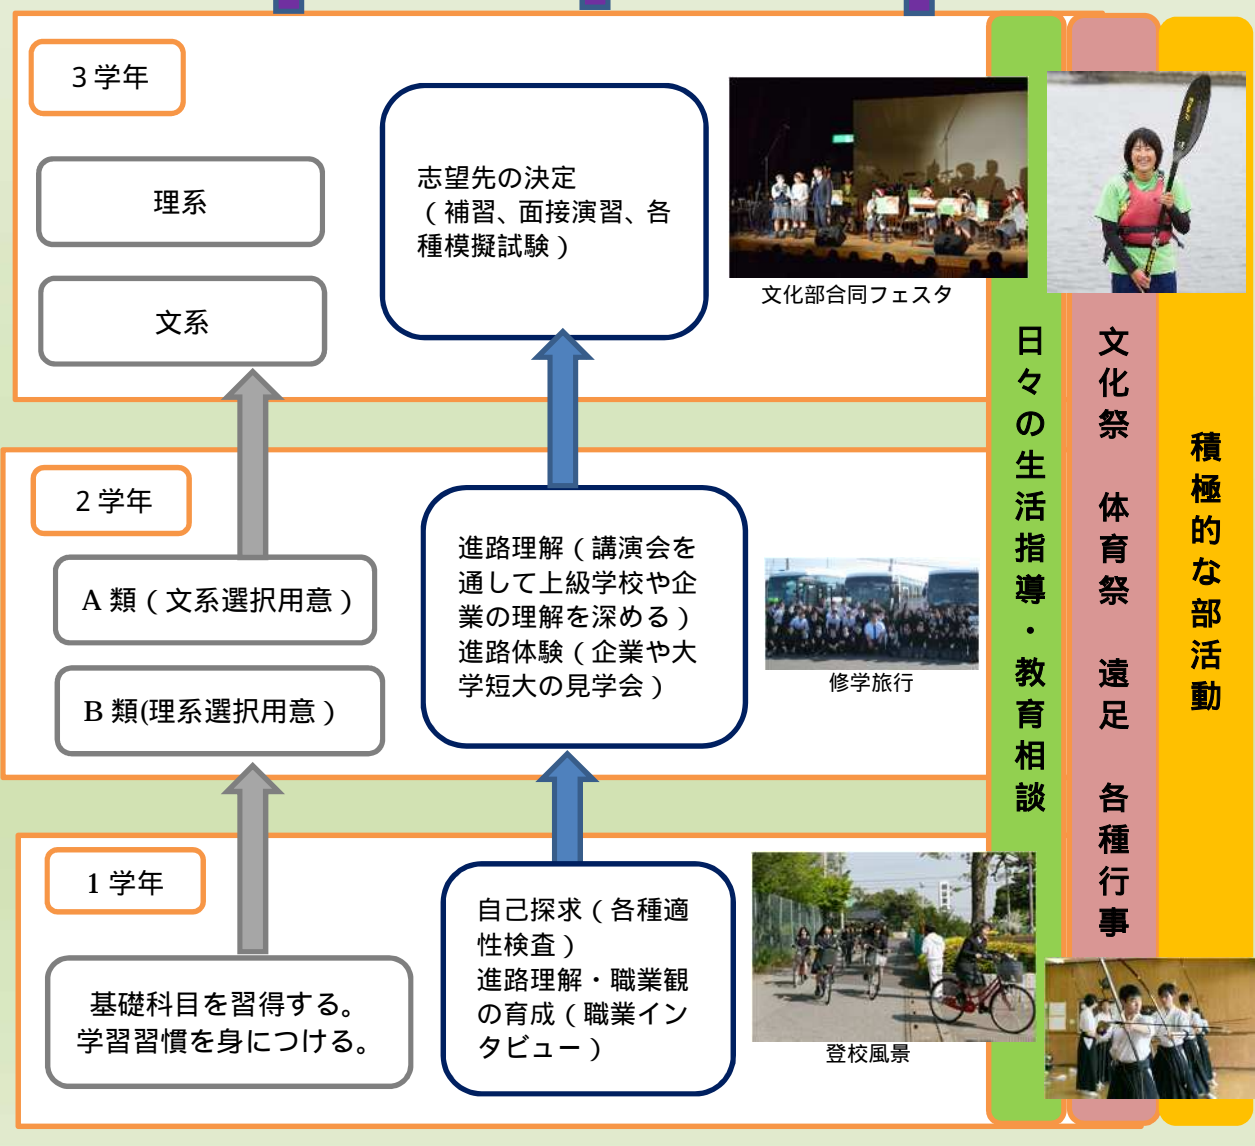 3学年
理系
文系
志望先の決定
（補習、面接演習、各
種模擬試験）
文化部合同フェスタ
2学年
A 類（文系選択用意）
B 類(理系選択用意）
進路理解（講演会を
通して上級学校や企
業の理解を深める）
進路体験（企業や大
学短大の見学会）
修学旅行
1学年
基礎科目を習得する。
学習習慣を身につける。
自己探求（各種適
性検査）
進路理解・職業観
の育成（職業イン
タビュー）
登校風景
日々の生活指導・教育相談
文化祭　体育祭　遠足　各種行事
積極的な部活動